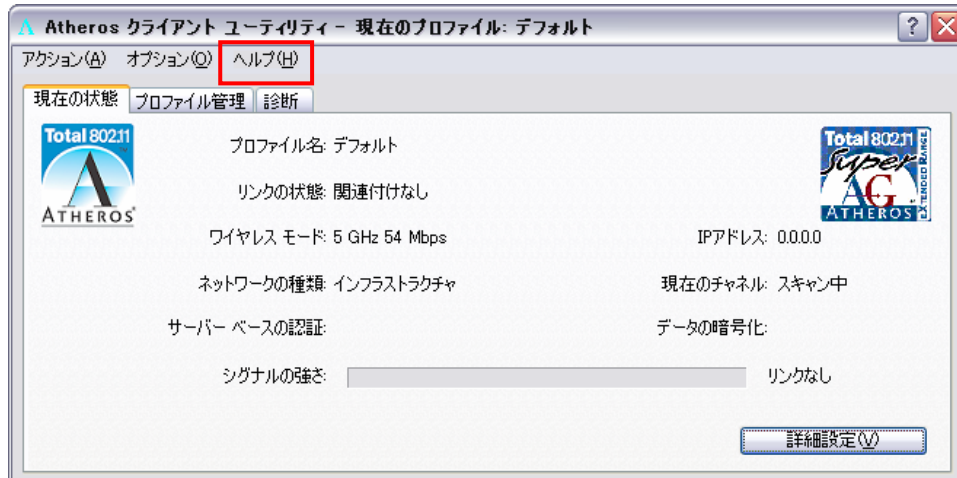 Atheros クライアント ユーティリティ - 現在のプロファイル: デフォルト
アクション(A) オプション(O) ヘルプ(H)
現在の状態 プロファイル管理 診断
Total 802.11
ATHEROS
Total 802.11
Super
AG
ATHEROS
EXTENDED RANGE
プロファイル名: デフォルト
リンクの状態: 関連付けなし
ワイヤレス モード: 5 GHz 54 Mbps
IPアドレス: 0.0.0.0
ネットワークの種類: インフラストラクチャ
現在のチャネル: スキャン中
サーバー ベースの認証:
データの暗号化:
シグナルの強さ:
リンクなし
詳細設定(V)